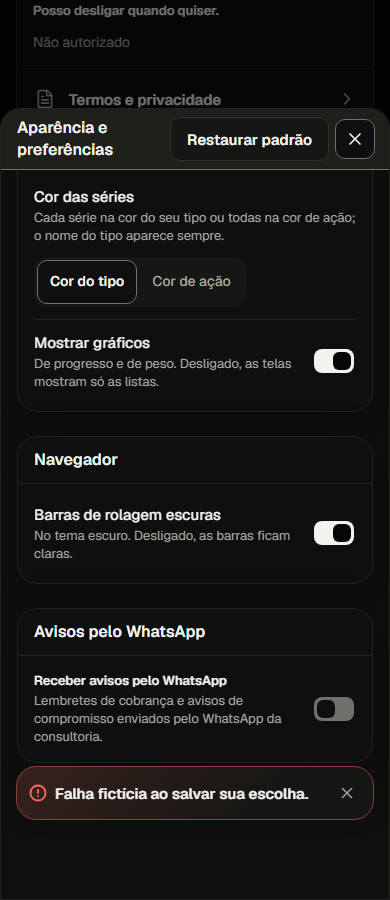 Posso desligar quando quiser.
Não autorizado
Termos e privacidade
Aparência e
preferências
Restaurar padrão
Cor das séries
Cada série na cor do seu tipo ou todas na cor de ação;
o nome do tipo aparece sempre.
Cor do tipo
Cor de ação
Mostrar gráficos
De progresso e de peso. Desligado, as telas
mostram só as listas.
Navegador
Barras de rolagem escuras
No tema escuro. Desligado, as barras ficam
claras.
Avisos pelo WhatsApp
Receber avisos pelo WhatsApp
Lembretes de cobrança e avisos de
compromisso enviados pelo WhatsApp da
consultoria.
Falha fictícia ao salvar sua escolha.